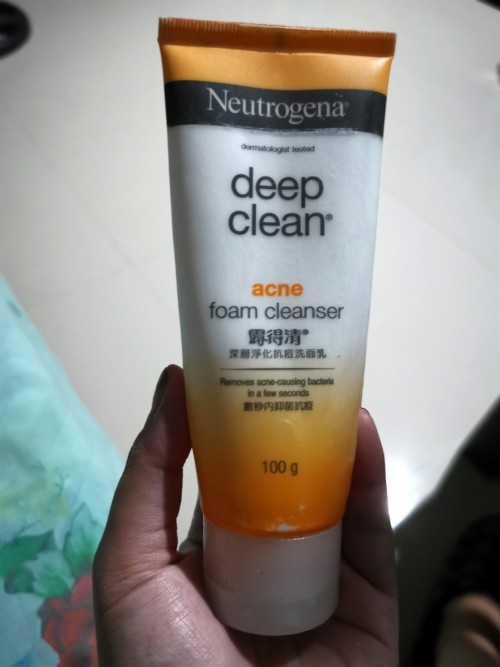 Neutrogena®
dermatologist tested
deep
clean®
acne
foam cleanser
露得清®
深層淨化抗痘洗面乳
Removes acne-causing bacteria
in a few seconds
數秒內抑菌抗痘
100 g